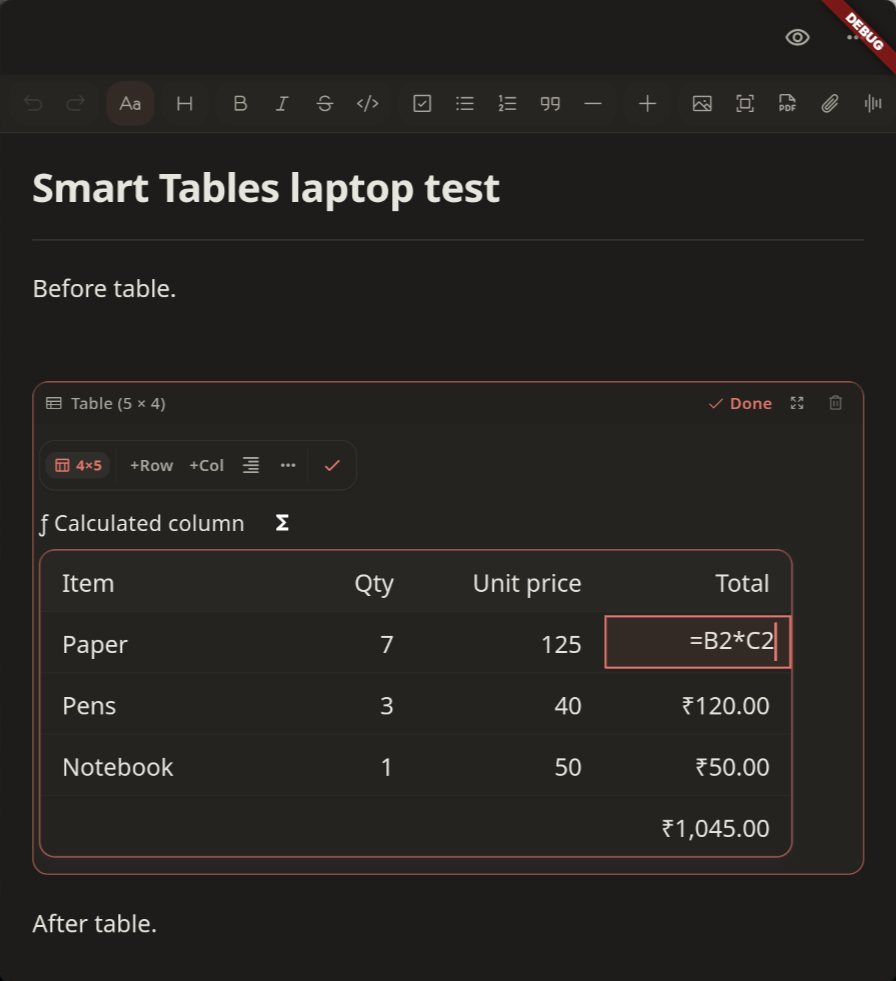 DEBUG
Aa H B I S </> 99 PDF
Smart Tables laptop test
Before table.
Table (5 × 4) Done
4×5 +Row +Col
ƒ Calculated column Σ
Item Qty Unit price Total
Paper 7 125 =B2*C2
Pens 3 40 ₹120.00
Notebook 1 50 ₹50.00
₹1,045.00
After table.